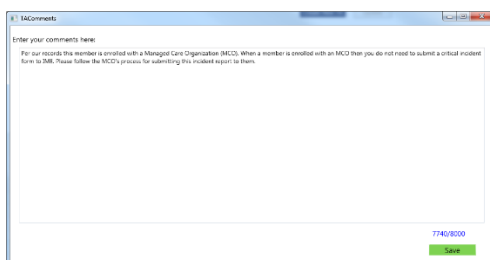 TAComments
Enter your comments here:
Per our records this member is enrolled with a Managed Care Organization (MCO). When a member is enrolled with an MCO then you do not need to submit a critical incident
form to IMR. Please follow the MCO's process for submitting this incident report to them.
7740/8000
Save